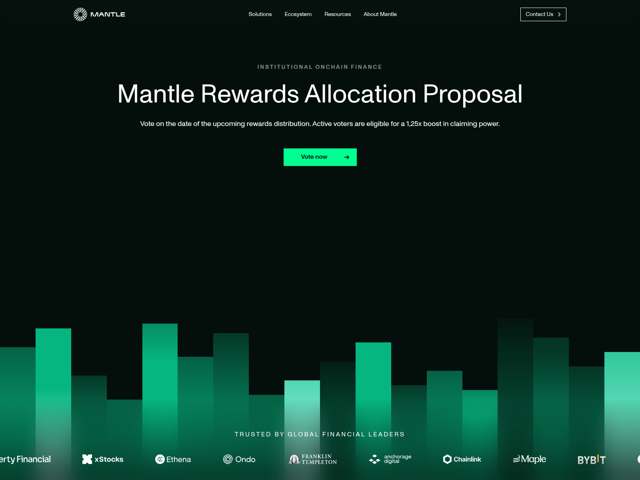 MANTLE
Solutions Ecosystem Resources About Mantle
Contact Us
INSTITUTIONAL ONCHAIN FINANCE
Mantle Rewards Allocation Proposal
Vote on the date of the upcoming rewards distribution. Active voters are eligible for a 1,25x boost in claiming power.
Vote now
TRUSTED BY GLOBAL FINANCIAL LEADERS
erty Financial
xStocks
Ethena
Ondo
FRANKLIN
TEMPLETON
anchorage
digital
Chainlink
Maple
BYBIT